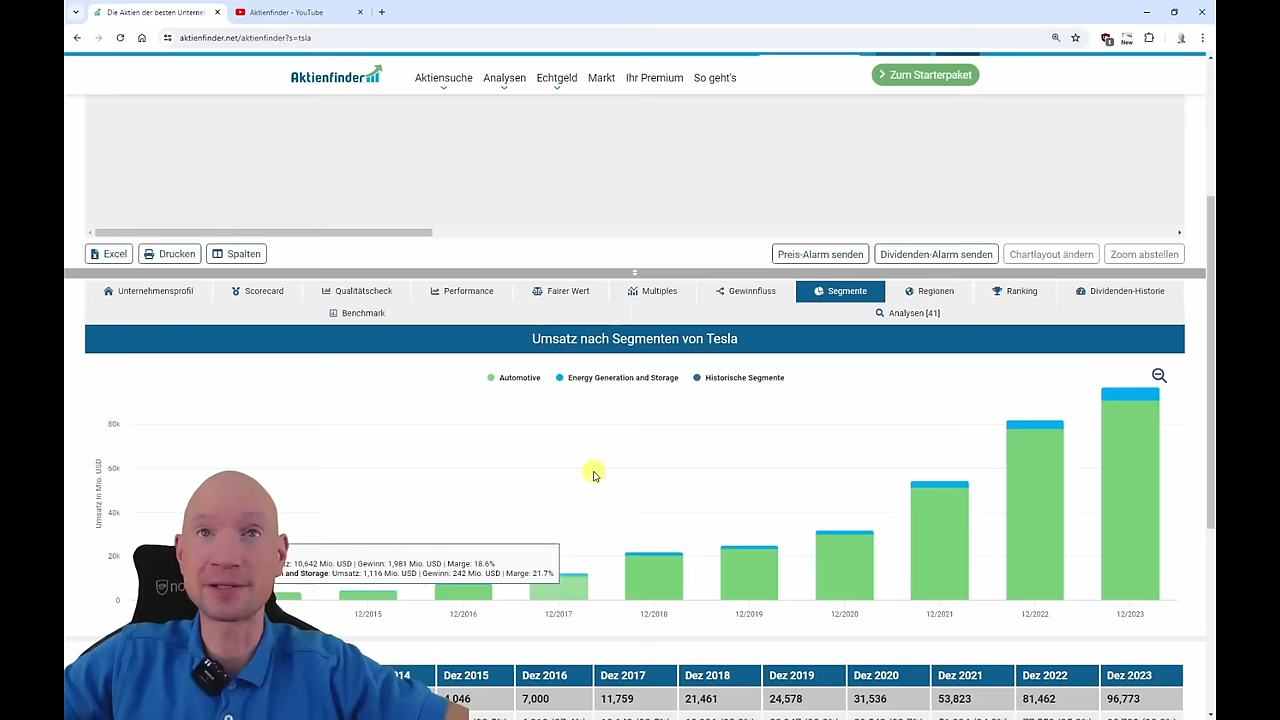 Die Aktien der besten Unterne
Aktienfinder - YouTube
aktienfinder.net/aktienfinder?s=tsla
New
Aktienfinder
Aktiensuche Analysen Echtgeld Markt Ihr Premium So geht's
Zum Starterpaket
Excel Drucken Spalten
Preis-Alarm senden Dividenden-Alarm senden Chartlayout ändern Zoom abstellen
Unternehmensprofil Scorecard Qualitätscheck Performance Fairer Wert Multiples Gewinnfluss Segmente Regionen Ranking Dividenden-Historie
Benchmark Analysen [41]
Umsatz nach Segmenten von Tesla
Automotive Energy Generation and Storage Historische Segmente
80k
60k
40k
20k
0
Umsatz in Mio. USD
10,642 Mio. USD | Gewinn: 1,981 Mio. USD | Marge: 18.6%
and Storage: Umsatz: 1,116 Mio. USD | Gewinn: 242 Mio. USD | Marge: 21.7%
12/2015 12/2016 12/2017 12/2018 12/2019 12/2020 12/2021 12/2022 12/2023
014 Dez 2015 Dez 2016 Dez 2017 Dez 2018 Dez 2019 Dez 2020 Dez 2021 Dez 2022 Dez 2023
4,046 7,000 11,759 21,461 24,578 31,536 53,823 81,462 96,773